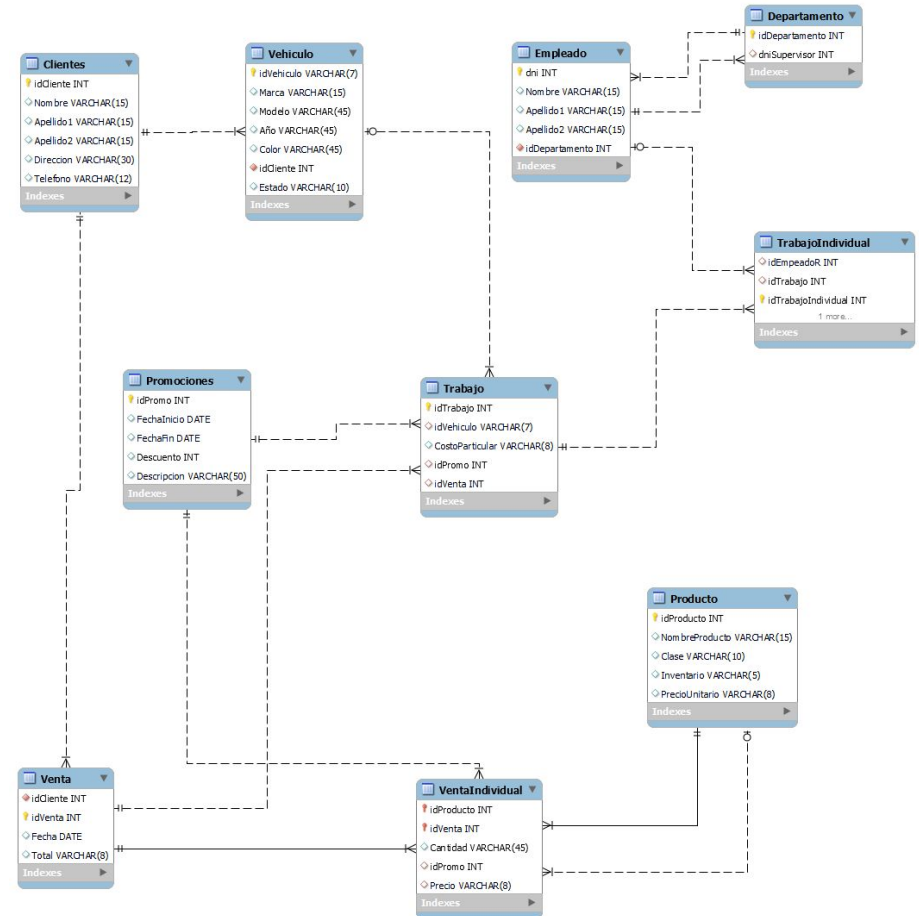 Clientes
idCliente INT
Nombre VARCHAR(15)
Apellido1 VARCHAR(15)
Apellido2 VARCHAR(15)
Direccion VARCHAR(30)
Telefono VARCHAR(12)
Indexes
Vehiculo
idVehiculo VARCHAR(7)
Marca VARCHAR(15)
Modelo VARCHAR(45)
Año VARCHAR(45)
Color VARCHAR(45)
idCliente INT
Estado VARCHAR(10)
Indexes
Empleado
dni INT
Nombre VARCHAR(15)
Apellido1 VARCHAR(15)
Apellido2 VARCHAR(15)
idDepartamento INT
Indexes
Departamento
idDepartamento INT
dniSupervisor INT
Indexes
TrabajoIndividual
idEmpeadoR INT
idTrabajo INT
idTrabajoIndividual INT
1 more...
Indexes
Promociones
idPromo INT
FechaInicio DATE
FechaFin DATE
Descuento INT
Descripcion VARCHAR(50)
Indexes
Trabajo
idTrabajo INT
idVehiculo VARCHAR(7)
CostoParticular VARCHAR(8)
idPromo INT
idVenta INT
Indexes
Producto
idProducto INT
NombreProducto VARCHAR(15)
Clase VARCHAR(10)
Inventario VARCHAR(5)
PrecioUnitario VARCHAR(8)
Indexes
Venta
idCliente INT
idVenta INT
Fecha DATE
Total VARCHAR(8)
Indexes
VentaIndividual
idProducto INT
idVenta INT
Cantidad VARCHAR(45)
idPromo INT
Precio VARCHAR(8)
Indexes